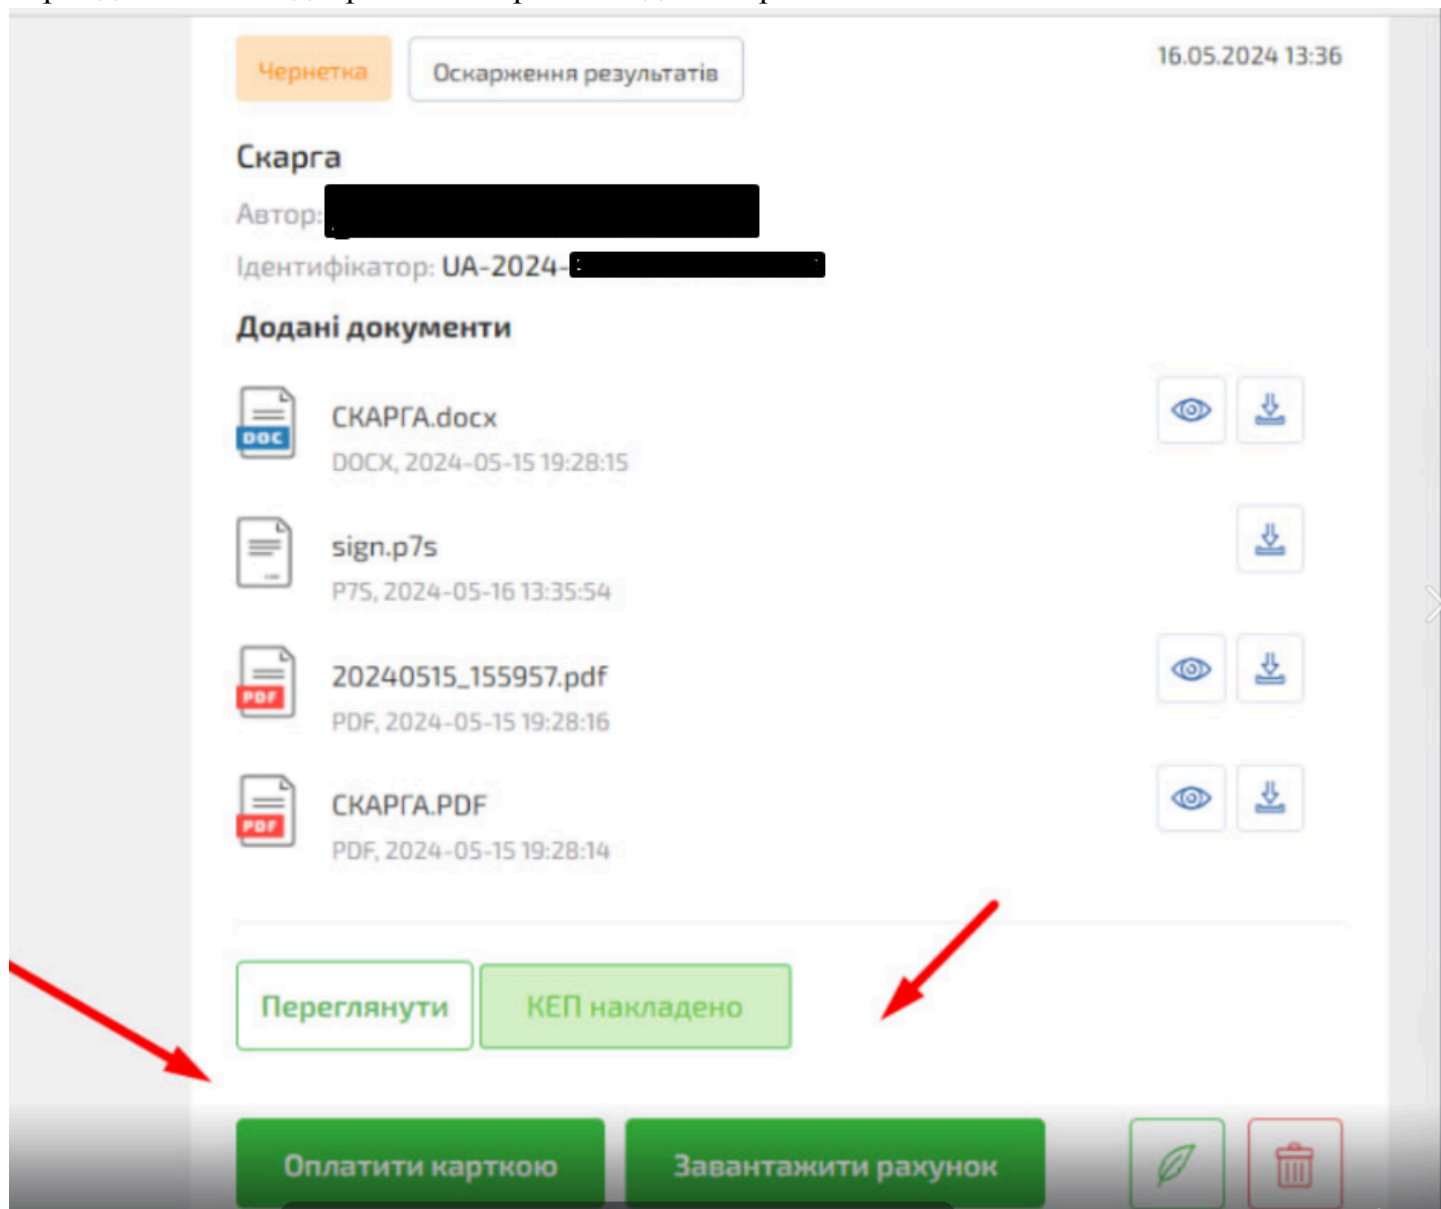 Чернетка
Оскарження результатів
16.05.2024 13:36
Скарга
Автор:
Ідентифікатор: UA-2024-
Додані документи
DOC
СКАРГА.docx
DOCX, 2024-05-15 19:28:15
sign.p7s
P7S, 2024-05-16 13:35:54
PDF
20240515_155957.pdf
PDF, 2024-05-15 19:28:16
PDF
СКАРГА.PDF
PDF, 2024-05-15 19:28:14
Переглянути
КЕП накладено
Оплатити карткою
Завантажити рахунок